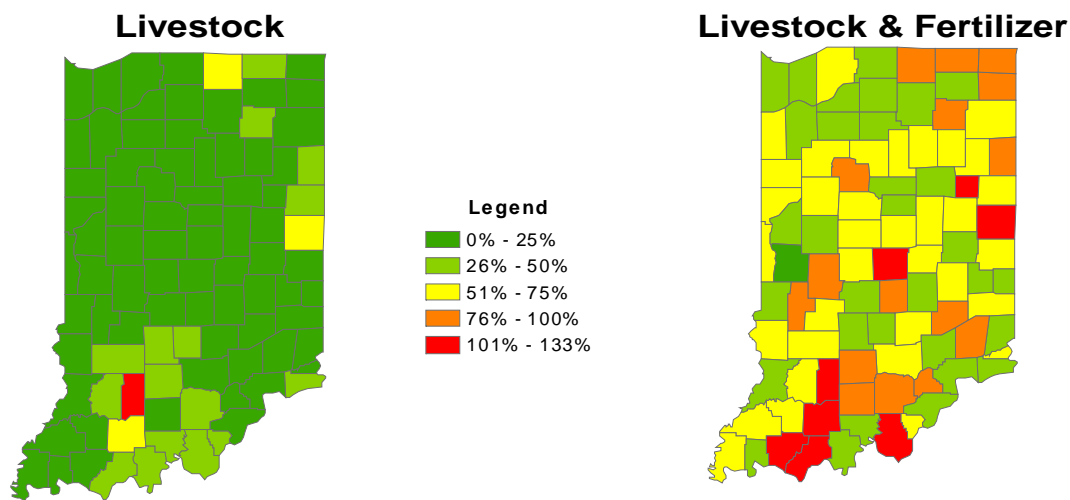 Livestock
Livestock & Fertilizer
Legend
0% - 25%
26% - 50%
51% - 75%
76% - 100%
101% - 133%